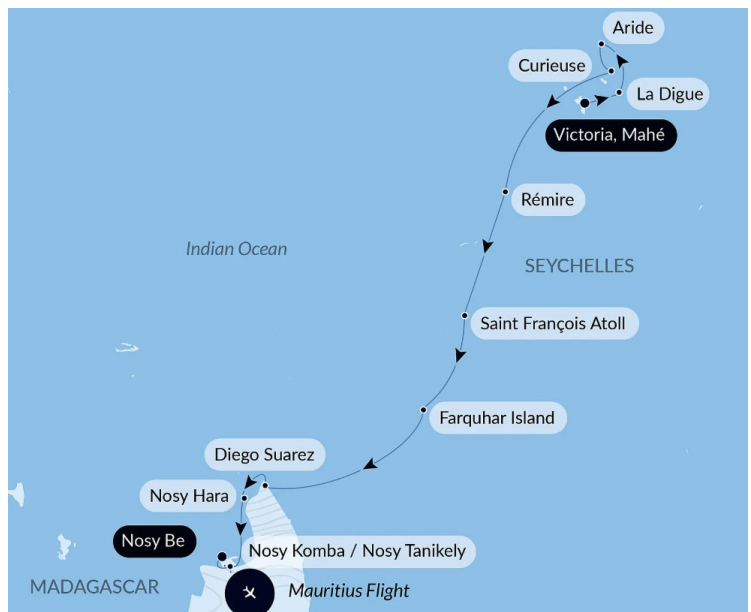 Aride
Curieuse
La Digue
Victoria, Mahé
Rémire
Indian Ocean
SEYCHELLES
Saint François Atoll
Farquhar Island
Diego Suarez
Nosy Hara
Nosy Be
Nosy Komba / Nosy Tanikely
MADAGASCAR
Mauritius Flight